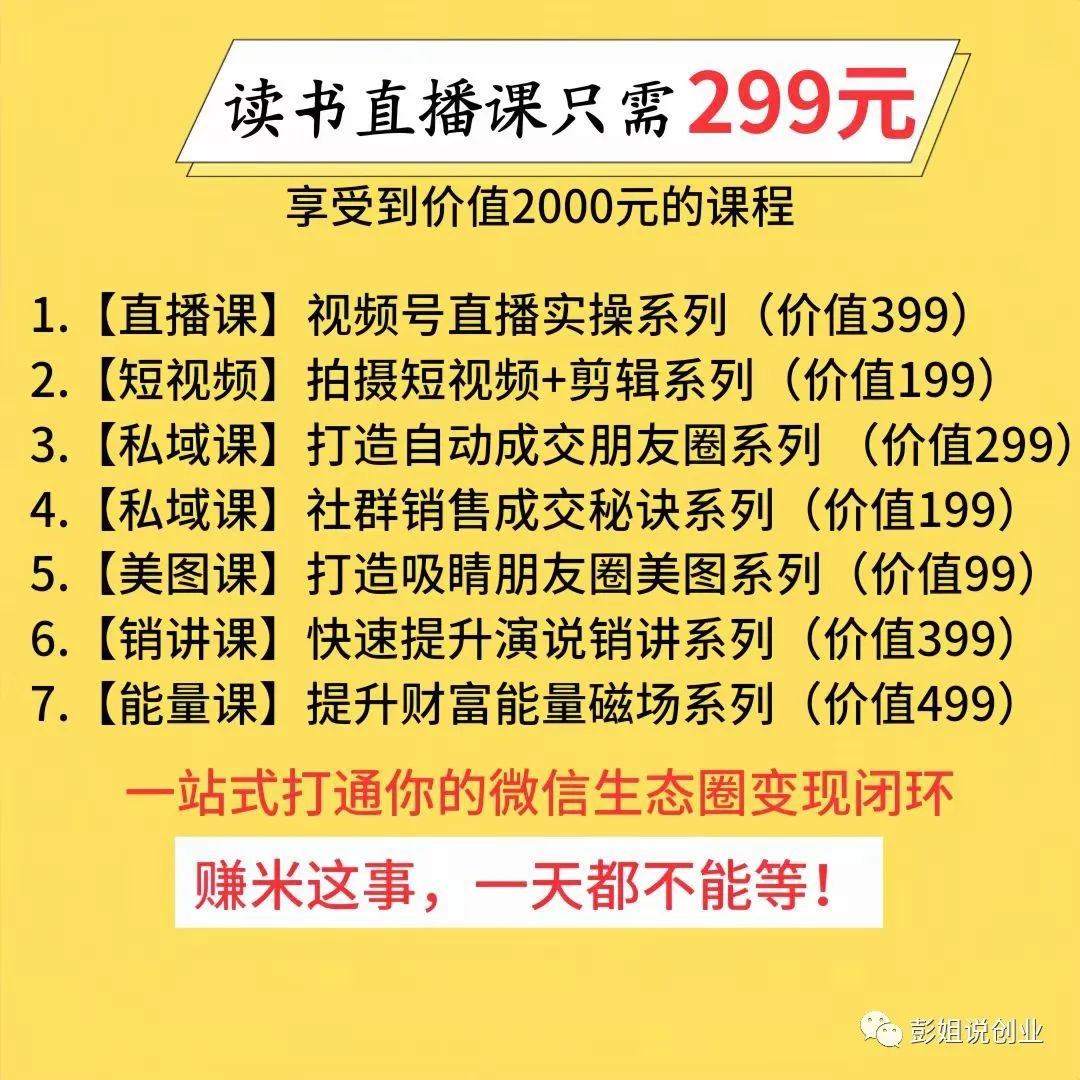 读书直播课只需299元
享受到价值2000元的课程
1.【直播课】视频号直播实操系列（价值399）
2.【短视频】拍摄短视频+剪辑系列（价值199）
3.【私域课】打造自动成交朋友圈系列（价值299）
4.【私域课】社群销售成交秘诀系列（价值199）
5.【美图课】打造吸睛朋友圈美图系列（价值99）
6.【销讲课】快速提升演说销讲系列（价值399）
7.【能量课】提升财富能量磁场系列（价值499）
一站式打通你的微信生态圈变现闭环
赚米这事，一天都不能等！
彭姐说创业